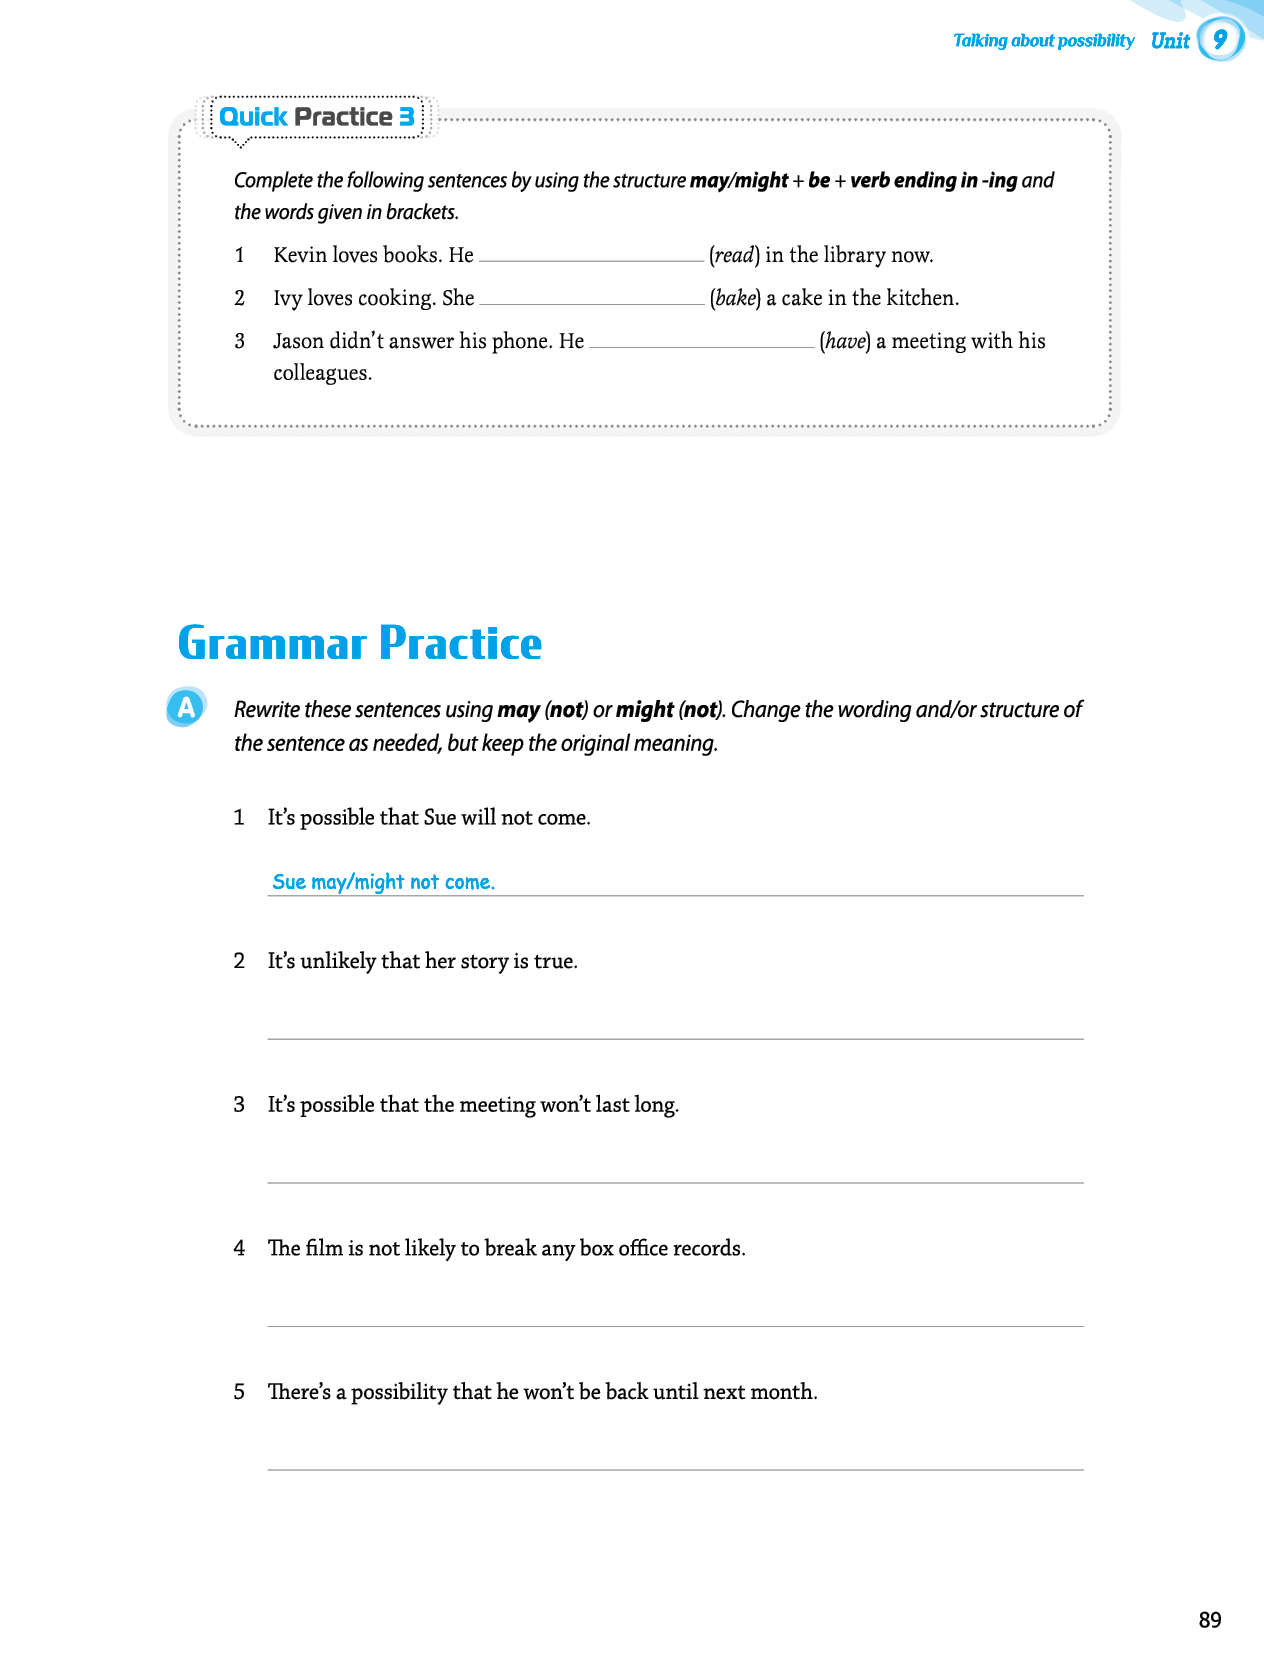 Talking about possibility Unit 9
Quick Practice 3
Complete the following sentences by using the structure may/might + be + verb ending in -ing and
the words given in brackets.
1 Kevin loves books. He ____________________ (read) in the library now.
2 Ivy loves cooking. She ____________________ (bake) a cake in the kitchen.
3 Jason didn't answer his phone. He ____________________ (have) a meeting with his
colleagues.
Grammar Practice
A Rewrite these sentences using may (not) or might (not). Change the wording and/or structure of
the sentence as needed, but keep the original meaning.
1 It's possible that Sue will not come.
Sue may/might not come.
2 It's unlikely that her story is true.
3 It's possible that the meeting won't last long.
4 The film is not likely to break any box office records.
5 There's a possibility that he won't be back until next month.
89